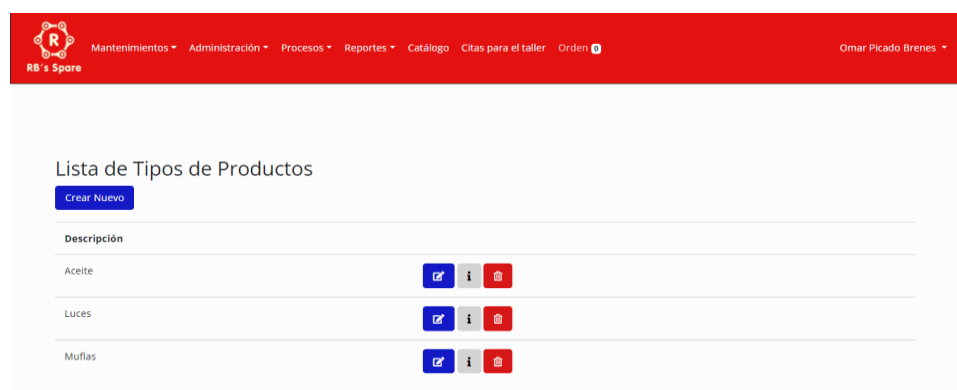 R
RB's Spare
Mantenimientos Administración Procesos Reportes Catálogo Citas para el taller Orden 0
Omar Picado Brenes
Lista de Tipos de Productos
Crear Nuevo
Descripción
Aceite
i
Luces
i
Muflas
i